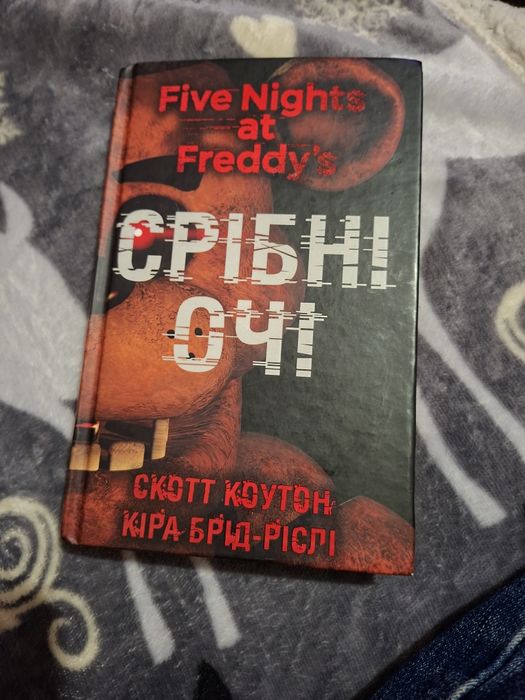 Five Nights
at
Freddy's
СРІБНІ
ОЧІ
СКОТТ КОУТОН
КІРА БРІД-РІСЛІ